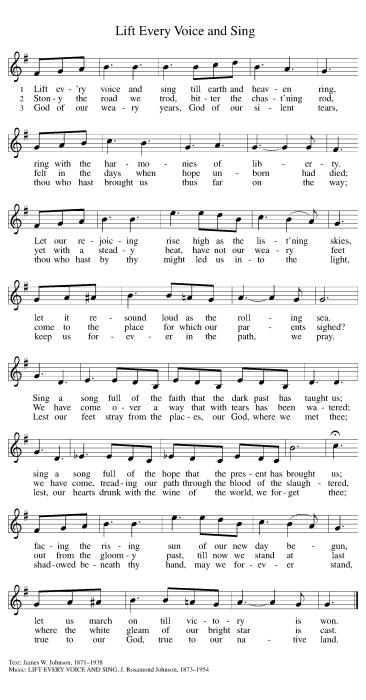 Lift Every Voice and Sing
1 Lift ev - 'ry voice and sing till earth and heav - en ring,
2 Ston - y the road we trod, bit - ter the chas - t'ning rod,
3 God of our wea - ry years, God of our si - lent tears,
ring with the har - mo - nies of lib - er - ty.
felt in the days when hope un - born had died;
thou who hast brought us thus far on the way;
Let our re - joic - ing rise high as the lis - t'ning skies,
yet with a stead - y beat, have not our wea - ry feet
thou who hast by thy might led us in - to the light,
let it re - sound loud as the roll - ing sea.
come to the place for which our par - ents sighed?
keep us for - ev - er in the path, we pray.
Sing a song full of the faith that the dark past has taught us;
We have come o - ver a way that with tears has been wa - tered;
Lest our feet stray from the plac - es, our God, where we met thee;
sing a song full of the hope that the pres - ent has brought us;
we have come, tread - ing our path through the blood of the slaugh - tered,
lest, our hearts drunk with the wine of the world, we for - get thee;
fac - ing the ris - ing sun of our new day be - gun,
out from the gloom - y past, till now we stand at last
shad - owed be - neath thy hand, may we for - ev - er stand,
let us march on till vic - to - ry is won.
where the white gleam of our bright star is cast.
true to our God, true to our na - tive land.
Text: James W. Johnson, 1871–1938
Music: LIFT EVERY VOICE AND SING, J. Rosamond Johnson, 1873–1954